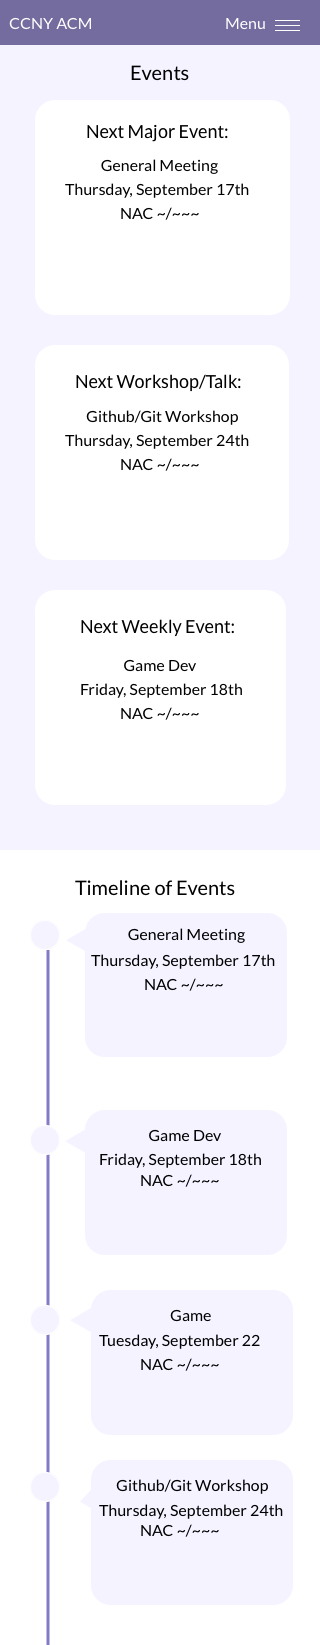 CCNY ACM
Menu
Events
Next Major Event:
General Meeting
Thursday, September 17th
NAC ~/~~~
Next Workshop/Talk:
Github/Git Workshop
Thursday, September 24th
NAC ~/~~~
Next Weekly Event:
Game Dev
Friday, September 18th
NAC ~/~~~
Timeline of Events
General Meeting
Thursday, September 17th
NAC ~/~~~
Game Dev
Friday, September 18th
NAC ~/~~~
Game
Tuesday, September 22
NAC ~/~~~
Github/Git Workshop
Thursday, September 24th
NAC ~/~~~